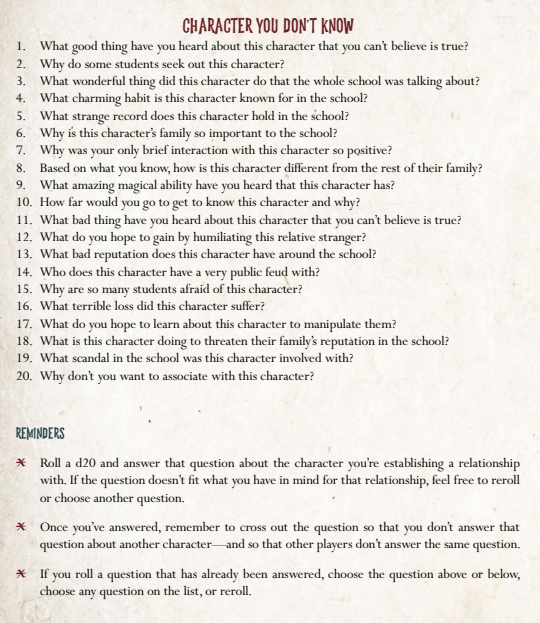 CHARACTER YOU DON'T KNOW
1. What good thing have you heard about this character that you can't believe is true?
2. Why do some students seek out this character?
3. What wonderful thing did this character do that the whole school was talking about?
4. What charming habit is this character known for in the school?
5. What strange record does this character hold in the school?
6. Why is this character's family so important to the school?
7. Why was your only brief interaction with this character so positive?
8. Based on what you know, how is this character different from the rest of their family?
9. What amazing magical ability have you heard that this character has?
10. How far would you go to get to know this character and why?
11. What bad thing have you heard about this character that you can't believe is true?
12. What do you hope to gain by humiliating this relative stranger?
13. What bad reputation does this character have around the school?
14. Who does this character have a very public feud with?
15. Why are so many students afraid of this character?
16. What terrible loss did this character suffer?
17. What do you hope to learn about this character to manipulate them?
18. What is this character doing to threaten their family's reputation in the school?
19. What scandal in the school was this character involved with?
20. Why don't you want to associate with this character?
REMINDERS
Roll a d20 and answer that question about the character you're establishing a relationship
with. If the question doesn't fit what you have in mind for that relationship, feel free to reroll
or choose another question.
Once you've answered, remember to cross out the question so that you don't answer that
question about another character—and so that other players don't answer the same question.
If you roll a question that has already been answered, choose the question above or below,
choose any question on the list, or reroll.